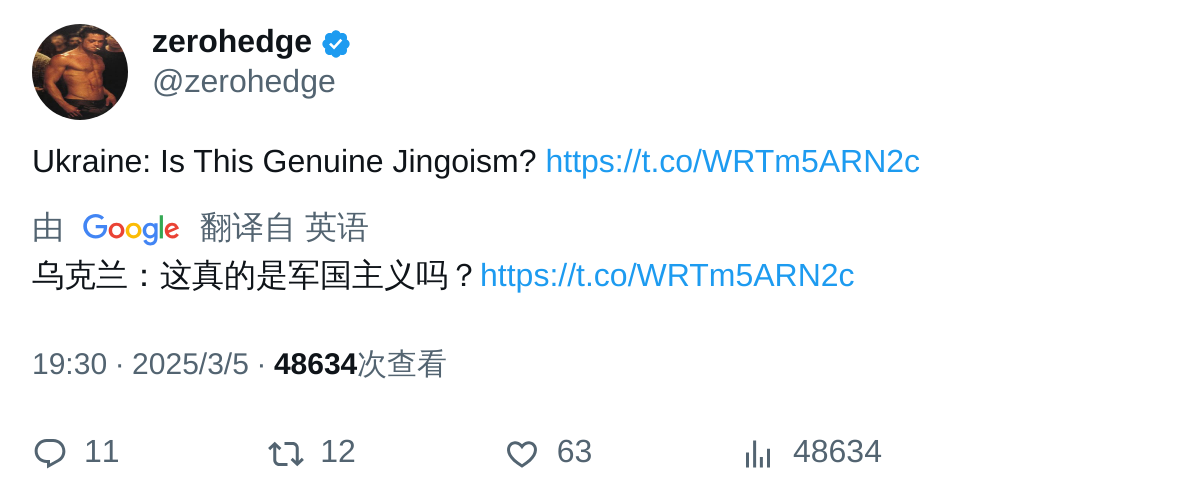 zerohedge
@zerohedge
Ukraine: Is This Genuine Jingoism? https://t.co/WRTm5ARN2c
由 Google 翻译自 英语
乌克兰：这真的是军国主义吗？https://t.co/WRTm5ARN2c
19:30 · 2025/3/5 · 48634次查看
11 12 63 48634